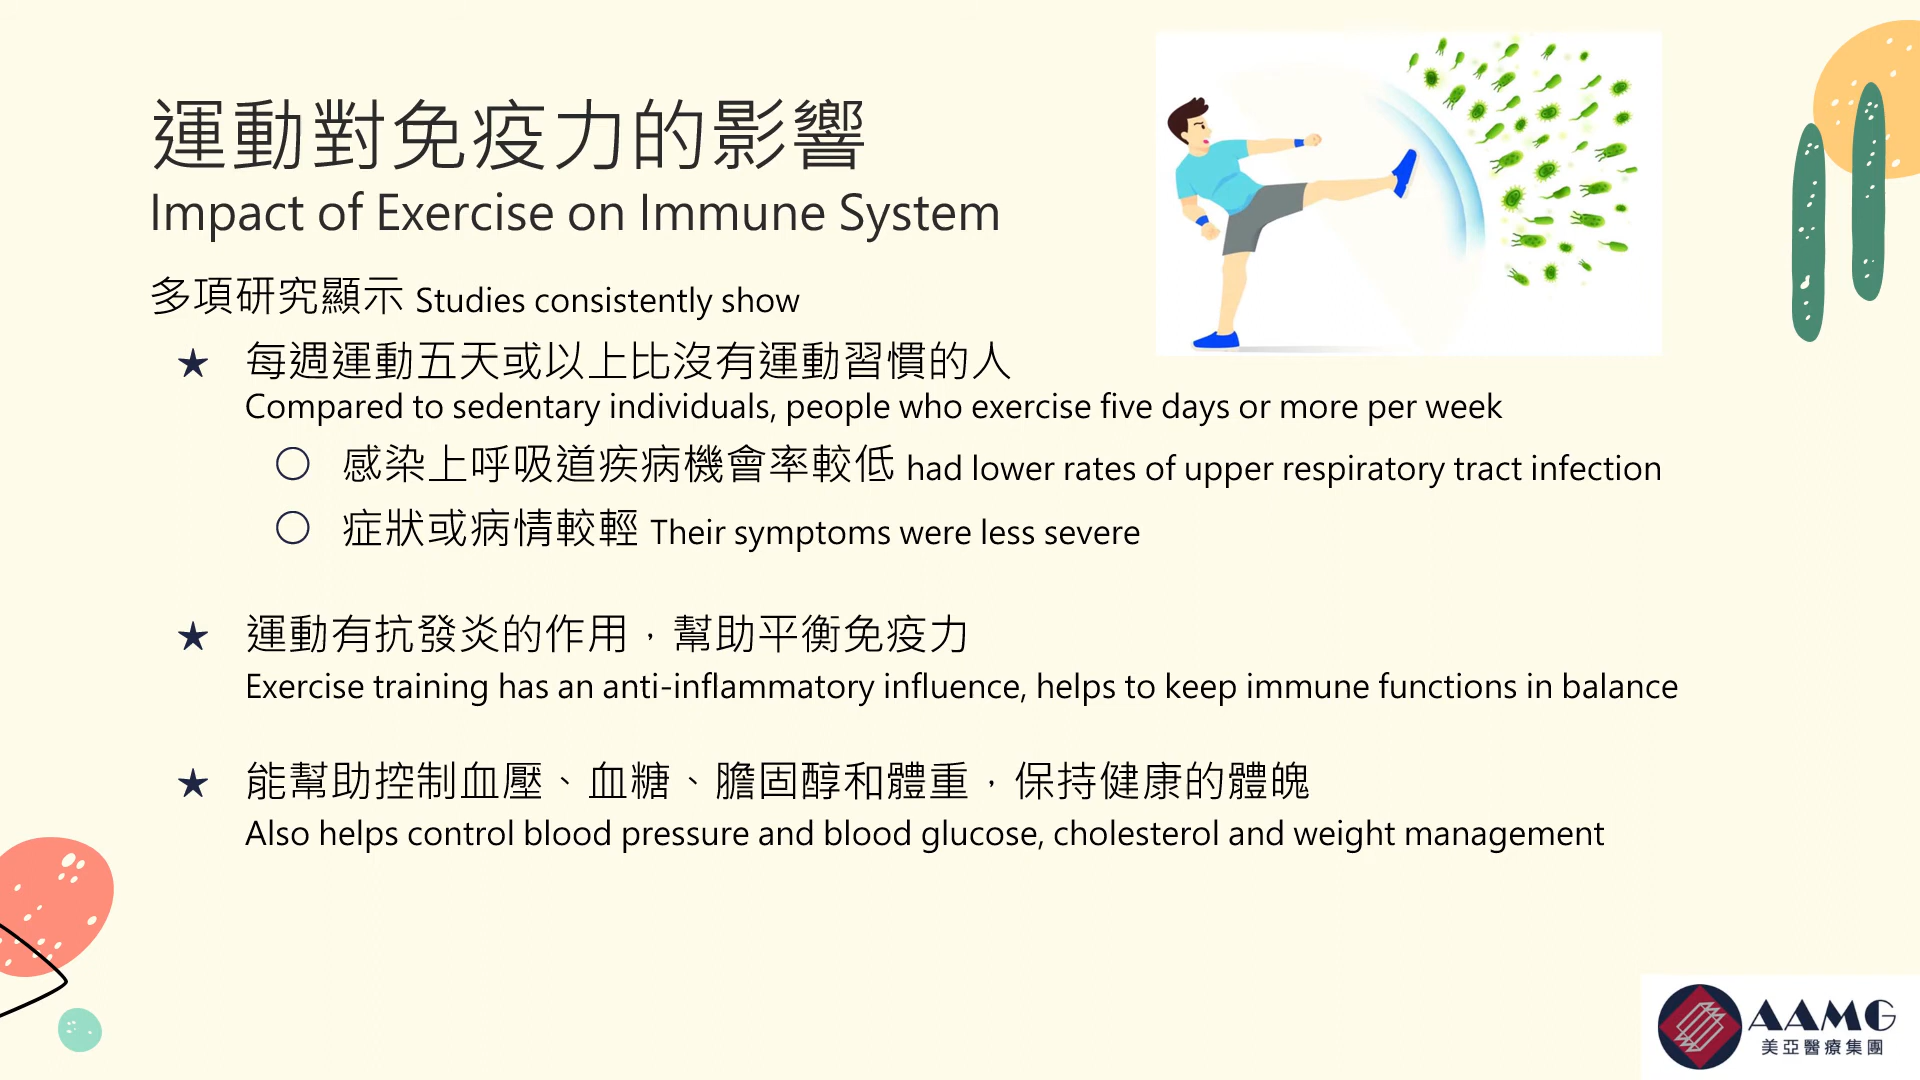 運動對免疫力的影響
Impact of Exercise on Immune System
多項研究顯示 Studies consistently show
★ 每週運動五天或以上比沒有運動習慣的人
Compared to sedentary individuals, people who exercise five days or more per week
○ 感染上呼吸道疾病機會率較低 had lower rates of upper respiratory tract infection
○ 症狀或病情較輕 Their symptoms were less severe
★ 運動有抗發炎的作用，幫助平衡免疫力
Exercise training has an anti-inflammatory influence, helps to keep immune functions in balance
★ 能幫助控制血壓、血糖、膽固醇和體重，保持健康的體魄
Also helps control blood pressure and blood glucose, cholesterol and weight management
AAMG
美亞醫療集團